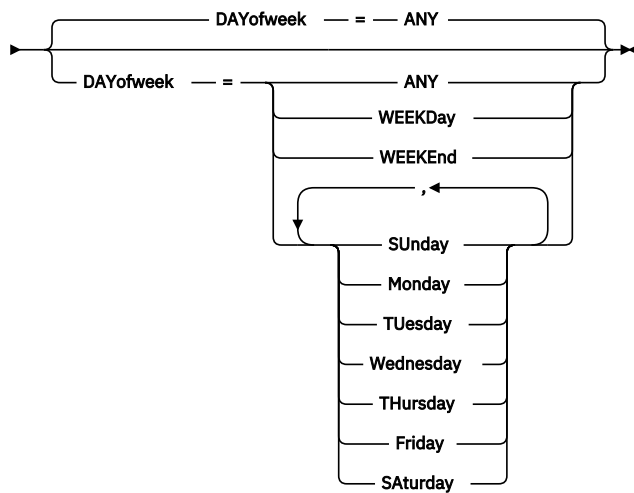 DAYofweek = ANY
DAYofweek = ANY
WEEKDay
WEEKEnd
,
SUnday
Monday
TUesday
Wednesday
THursday
Friday
SAturday